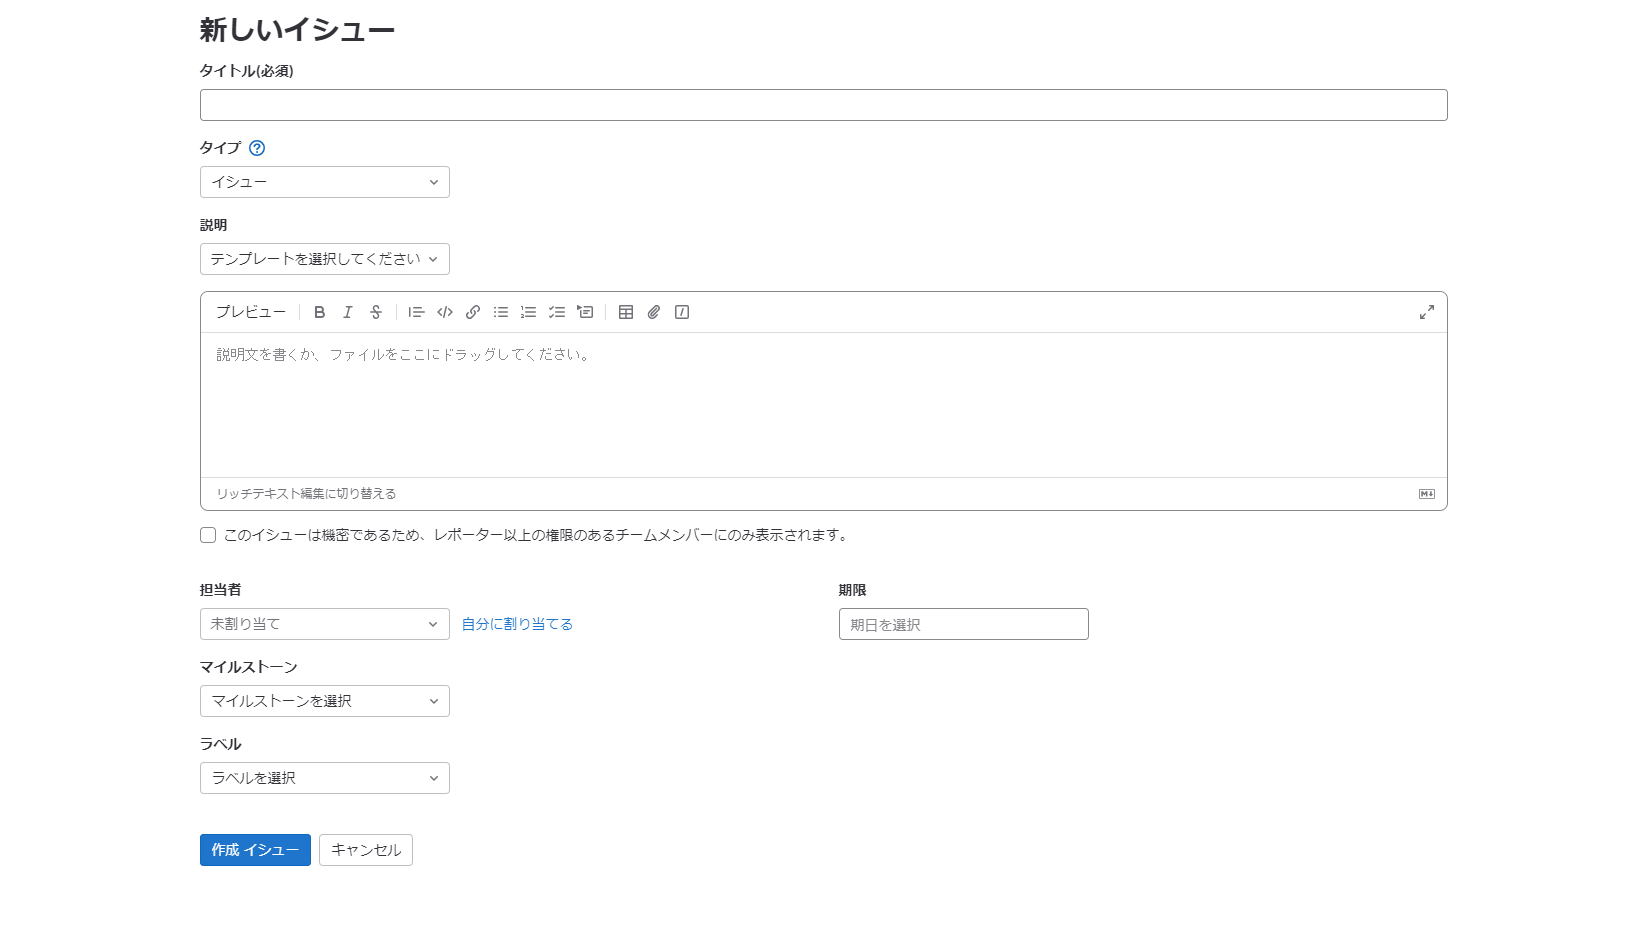 新しいイシュー
タイトル(必須)
タイプ
イシュー
説明
テンプレートを選択してください
プレビュー
説明文を書くか、ファイルをここにドラッグしてください。
リッチテキスト編集に切り替える
このイシューは機密であるため、レポーター以上の権限のあるチームメンバーにのみ表示されます。
担当者
未割り当て 自分に割り当てる
期限
期日を選択
マイルストーン
マイルストーンを選択
ラベル
ラベルを選択
作成 イシュー キャンセル